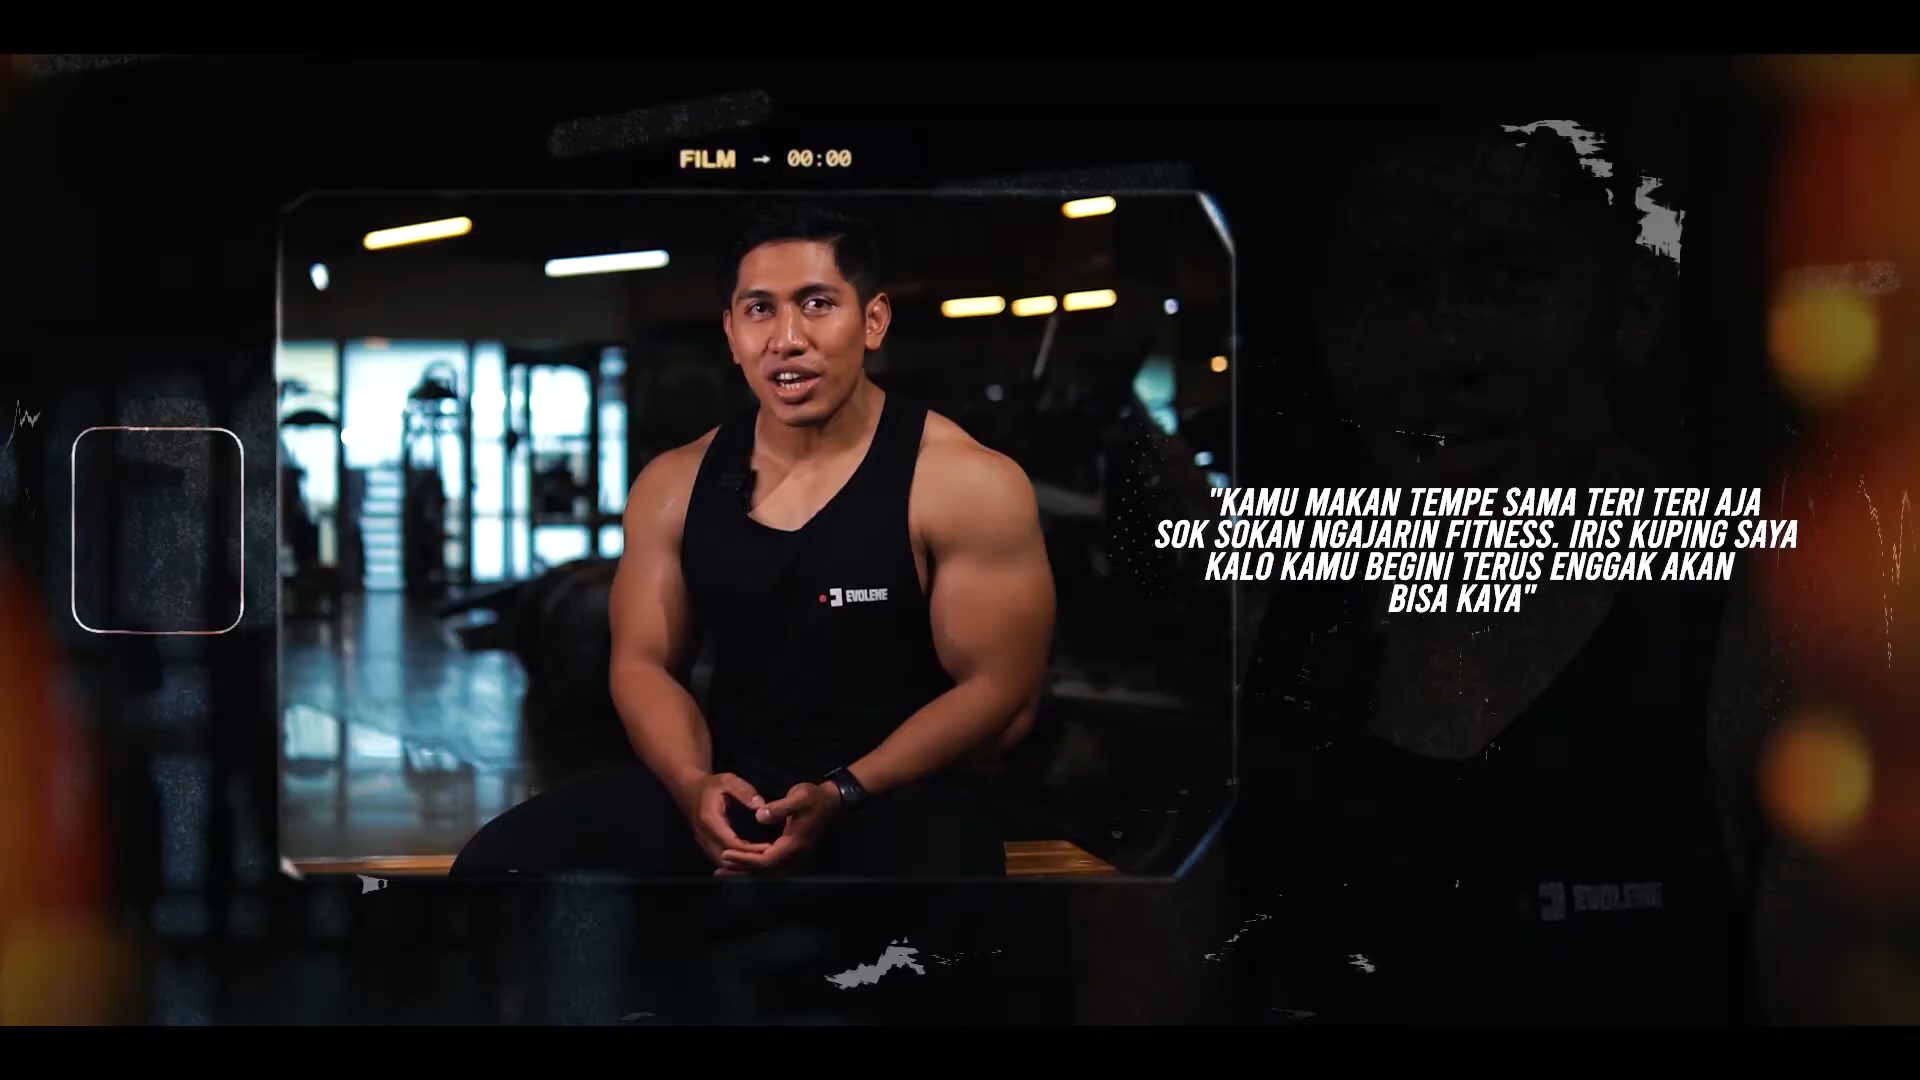 FILM → 00:00
"KAMU MAKAN TEMPE SAMA TERI TERI AJA
SOK SOKAN NGAJARIN FITNESS. IRIS KUPING SAYA
KALO KAMU BEGINI TERUS ENGGAK AKAN
BISA KAYA"
EVOLENE
EVOLENE